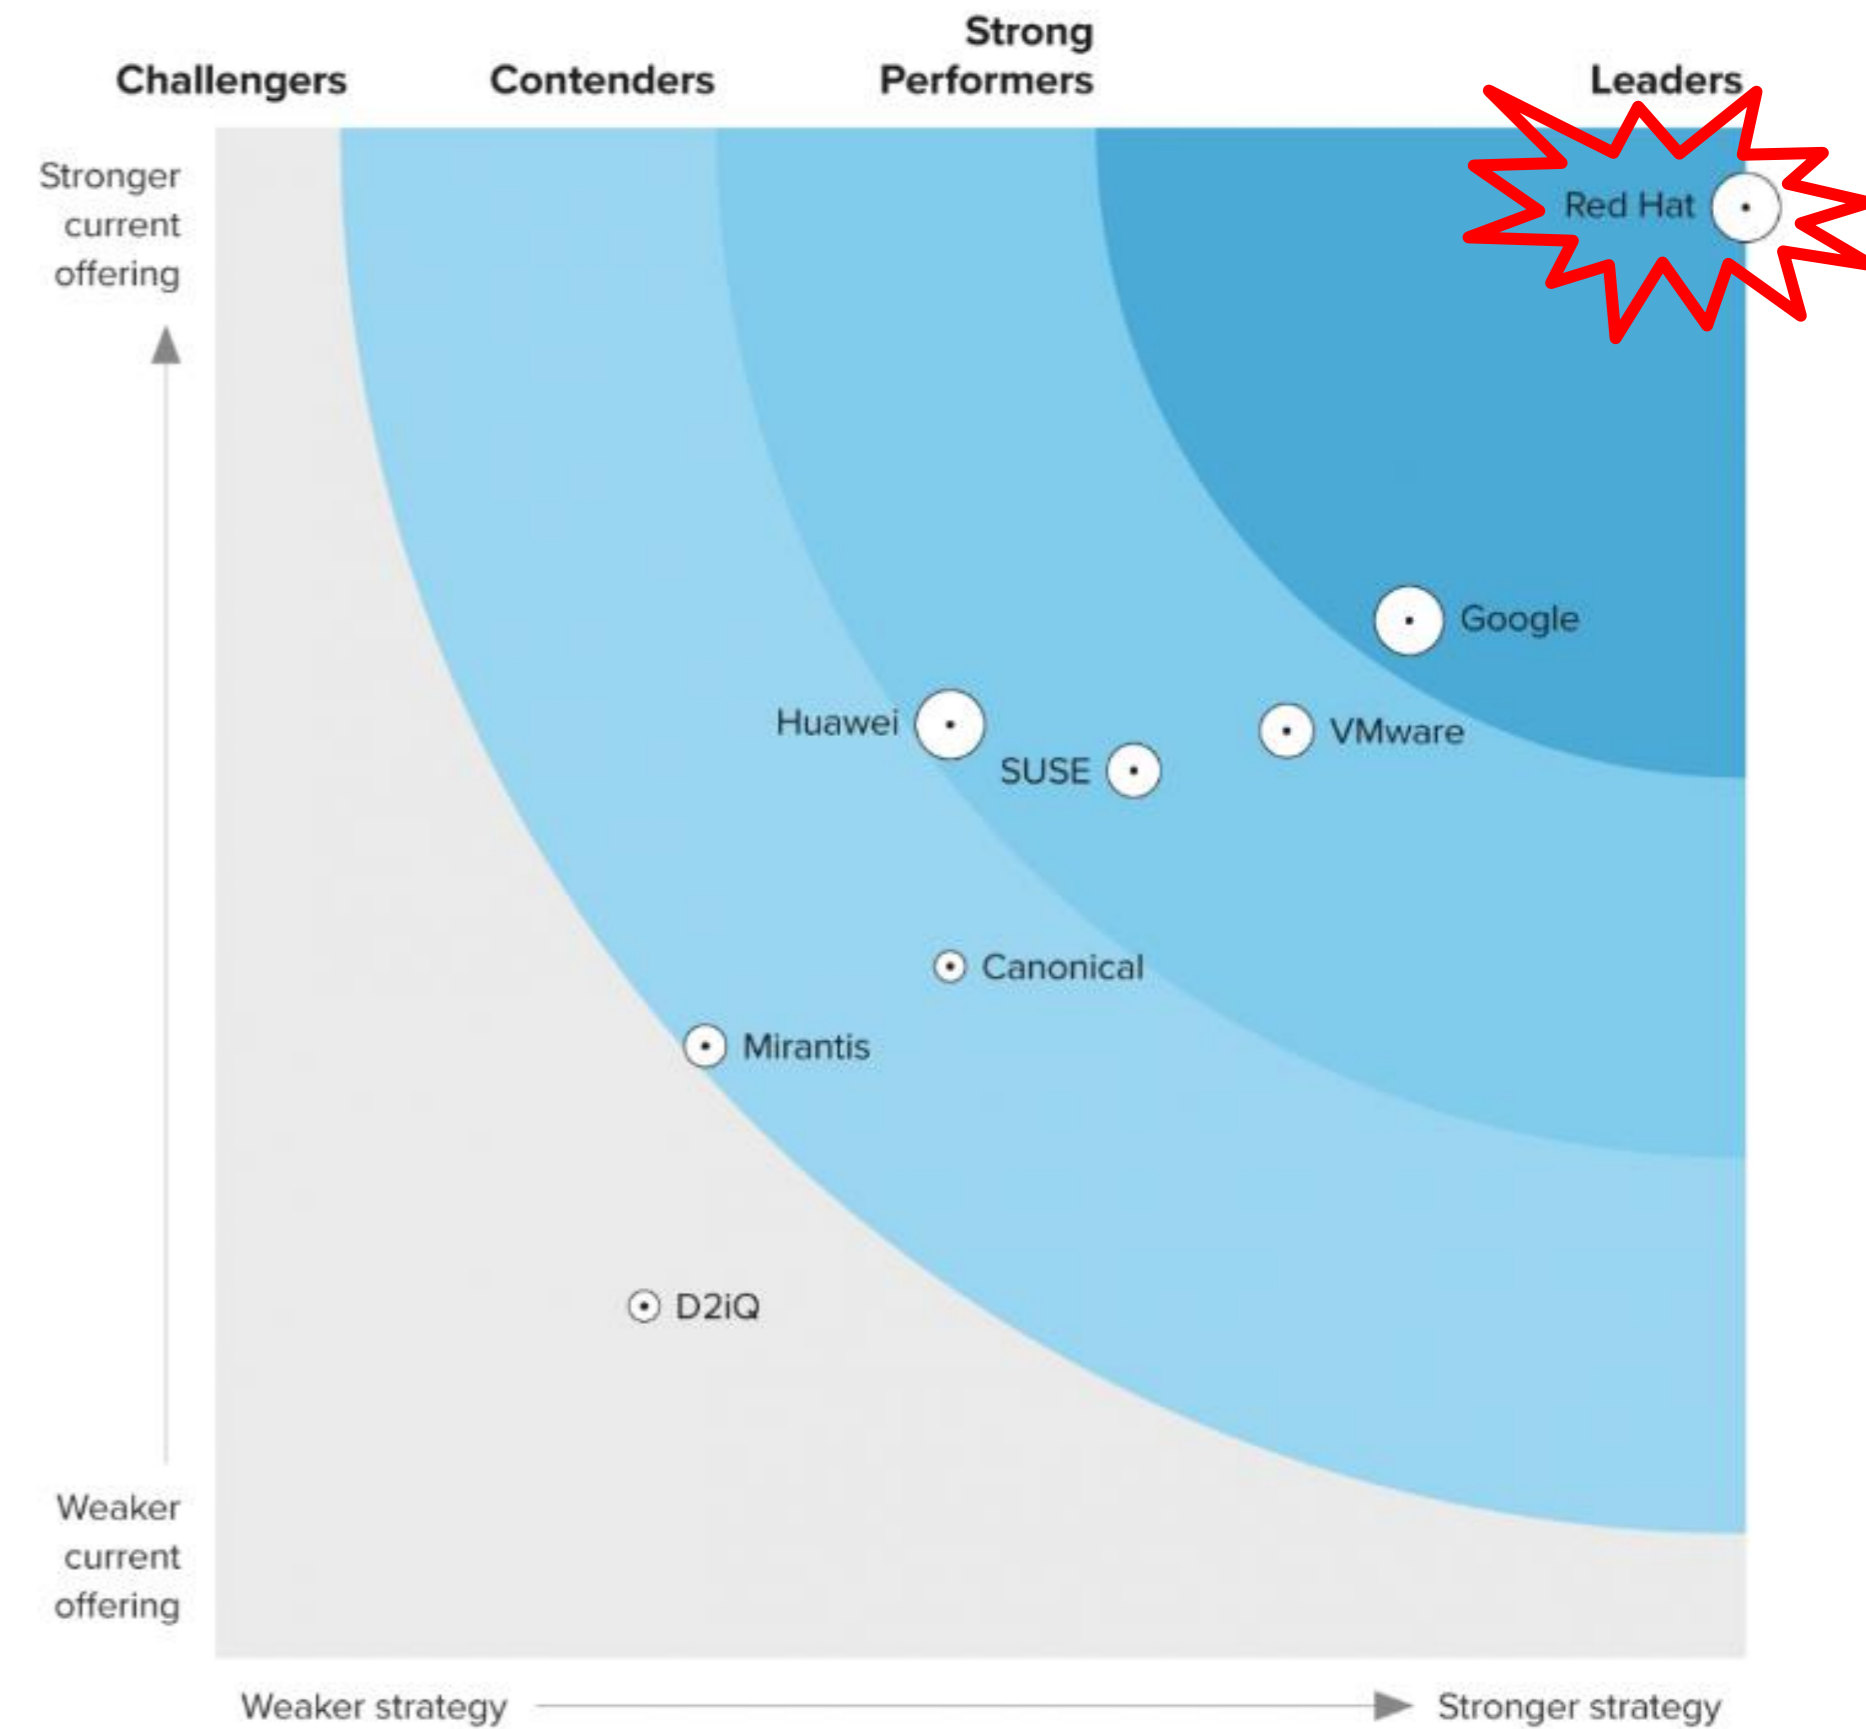 Challengers
Contenders
Strong
Performers
Leaders
Stronger
current
offering
Red Hat
Google
Huawei
VMware
SUSE
Canonical
Mirantis
D2iQ
Weaker
current
offering
Weaker strategy
Stronger strategy